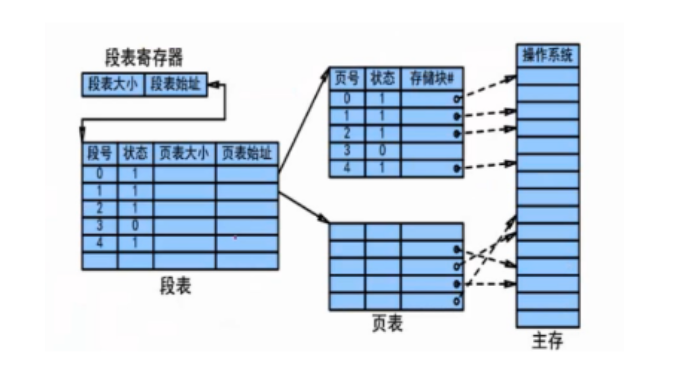 段表寄存器
段表大小 段表始址
段号 状态 页表大小 页表始址
0 1
1 1
2 1
3 0
4 1
段表
页号 状态 存储块#
0 1
1 1
2 1
3 0
4 1
页表
操作系统
主存